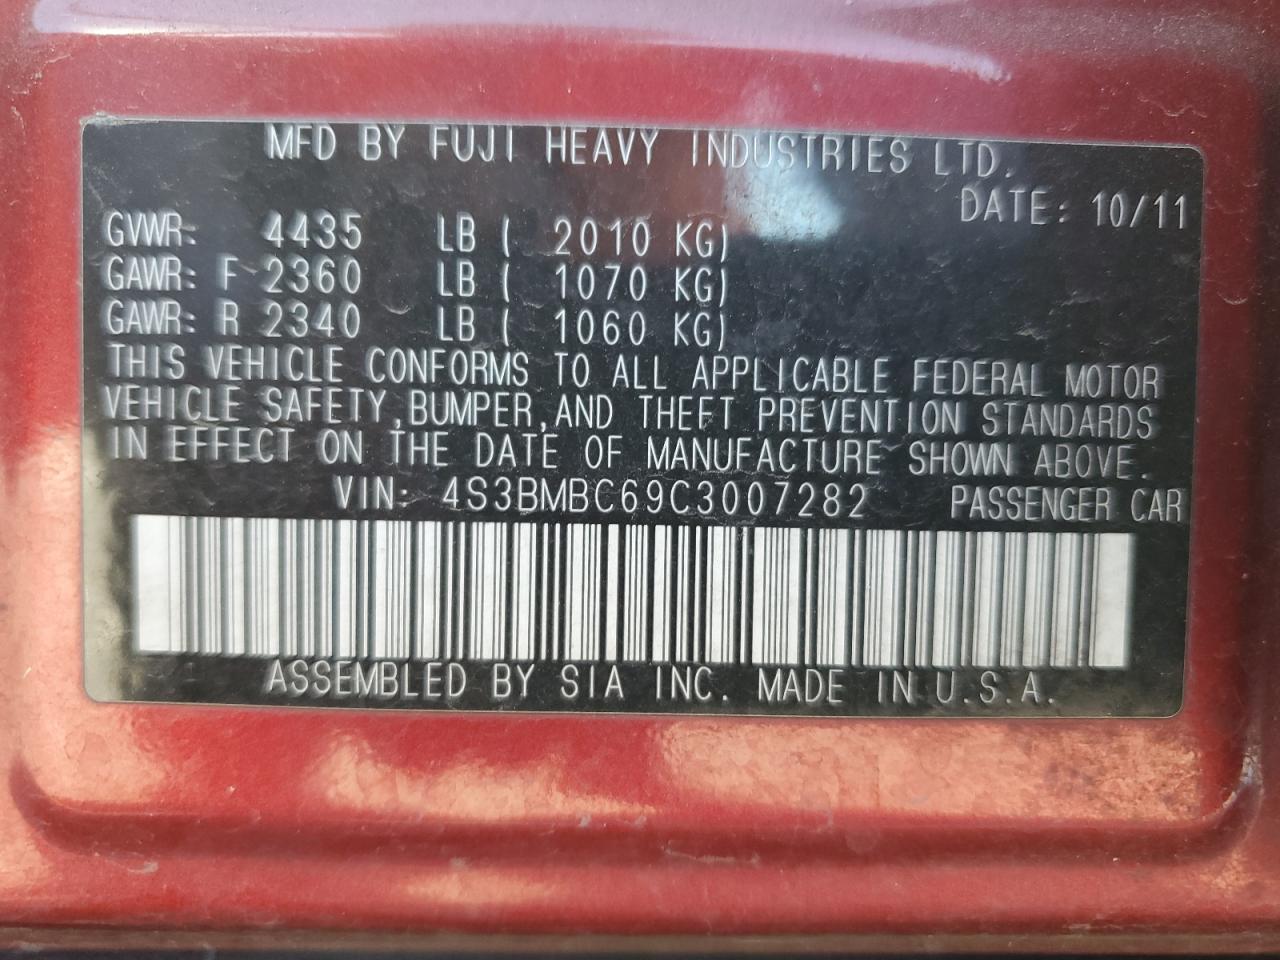 MFD BY FUJI HEAVY INDUSTRIES LTD.
DATE: 10/11
GVWR: 4435 LB ( 2010 KG)
GAWR: F 2360 LB ( 1070 KG)
GAWR: R 2340 LB ( 1060 KG)
THIS VEHICLE CONFORMS TO ALL APPLICABLE FEDERAL MOTOR
VEHICLE SAFETY,BUMPER,AND THEFT PREVENTION STANDARDS
IN EFFECT ON THE DATE OF MANUFACTURE SHOWN ABOVE.
VIN: 4S3BMBC69C3007282 PASSENGER CAR
ASSEMBLED BY SIA INC. MADE IN U.S.A.